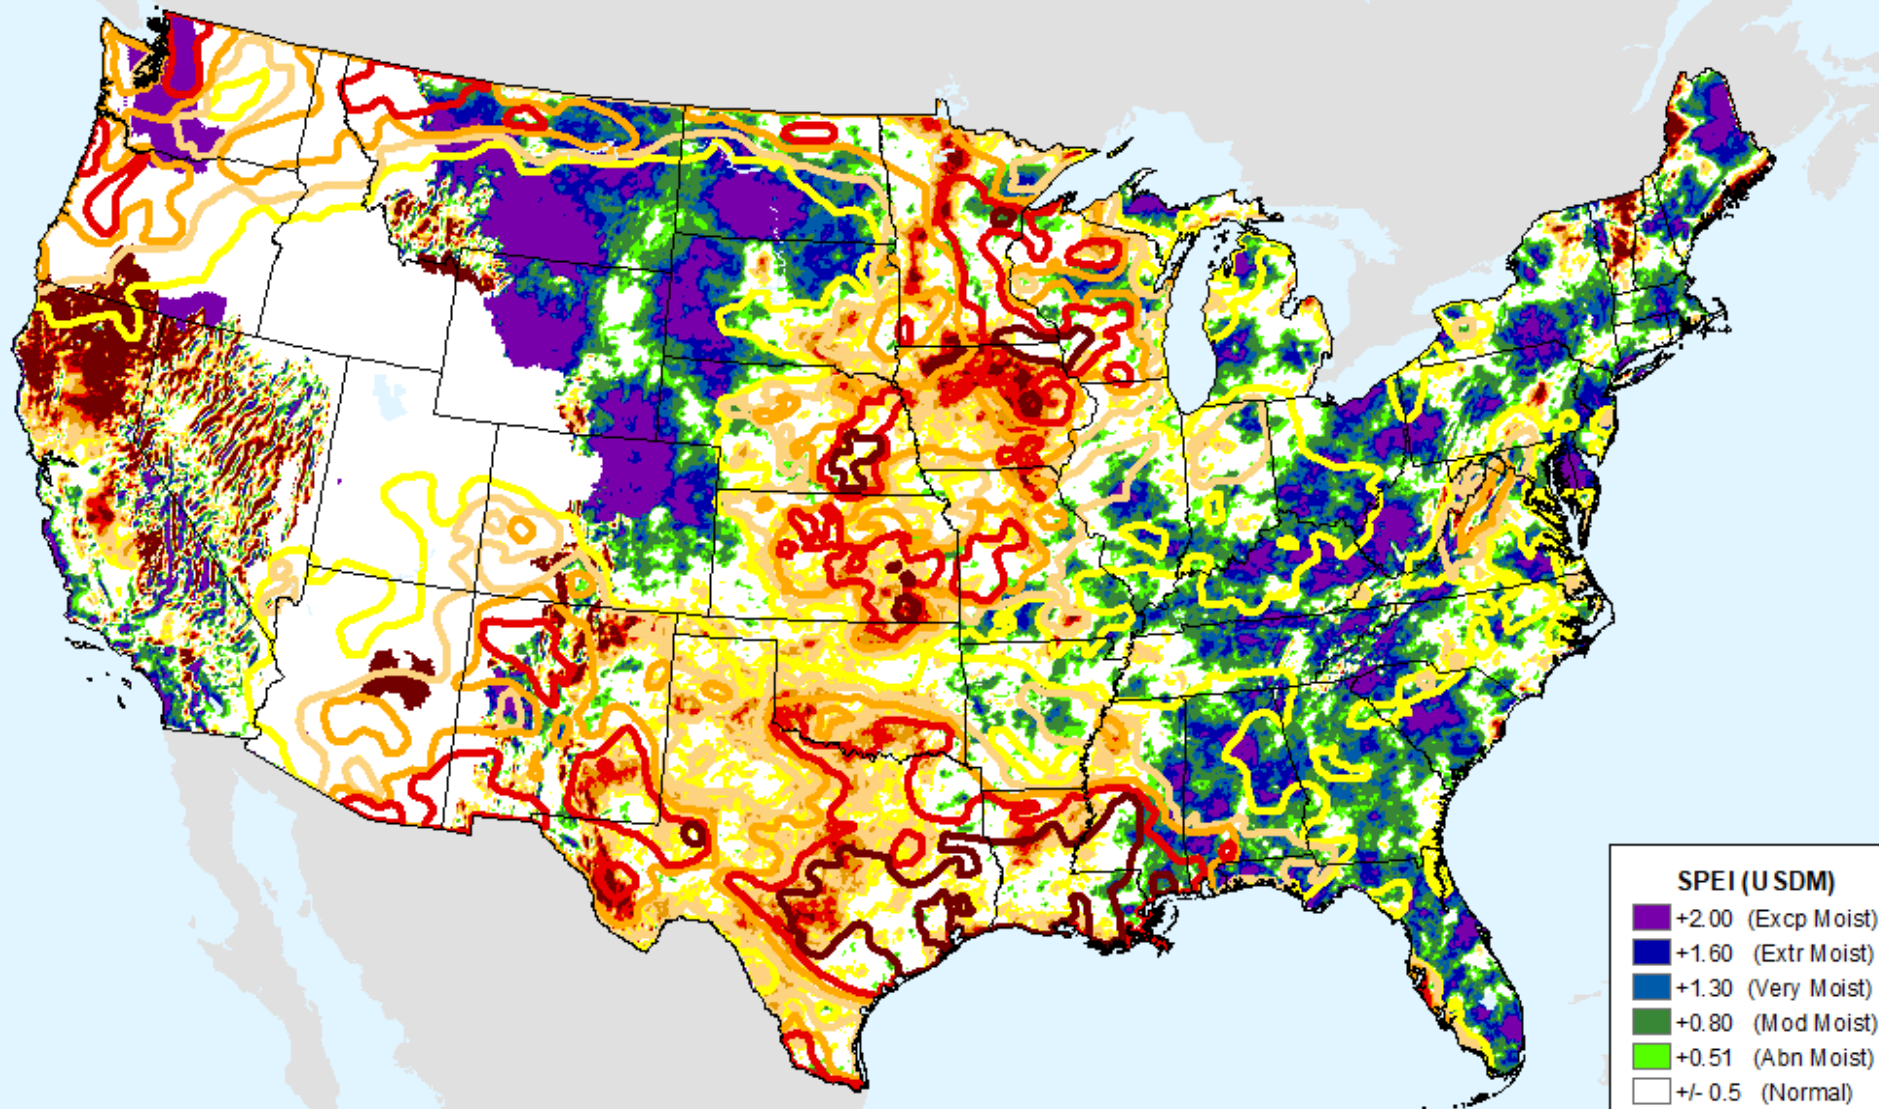 SPEI (USDM)
+2.00 (Excp Moist)
+1.60 (Extr Moist)
+1.30 (Very Moist)
+0.80 (Mod Moist)
+0.51 (Abn Moist)
+/- 0.5 (Normal)